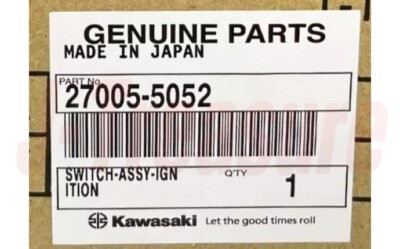 GENUINE PARTS
MADE IN JAPAN
PART No.
27005-5052
SWITCH-ASSY-IGN
ITION
Q'TY
1
Kawasaki Let the good times roll